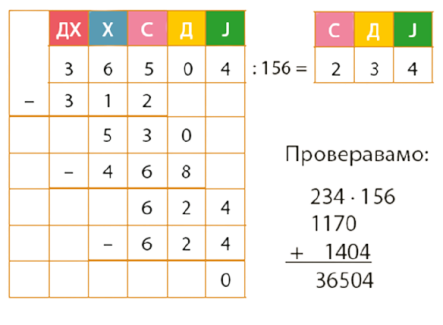 ДХ Х С Д Ј С Д Ј
3 6 5 0 4 : 156 = 2 3 4
– 3 1 2
5 3 0
– 4 6 8
6 2 4
– 6 2 4
0
Проверавамо:
234 · 156
1170
+ 1404
36504